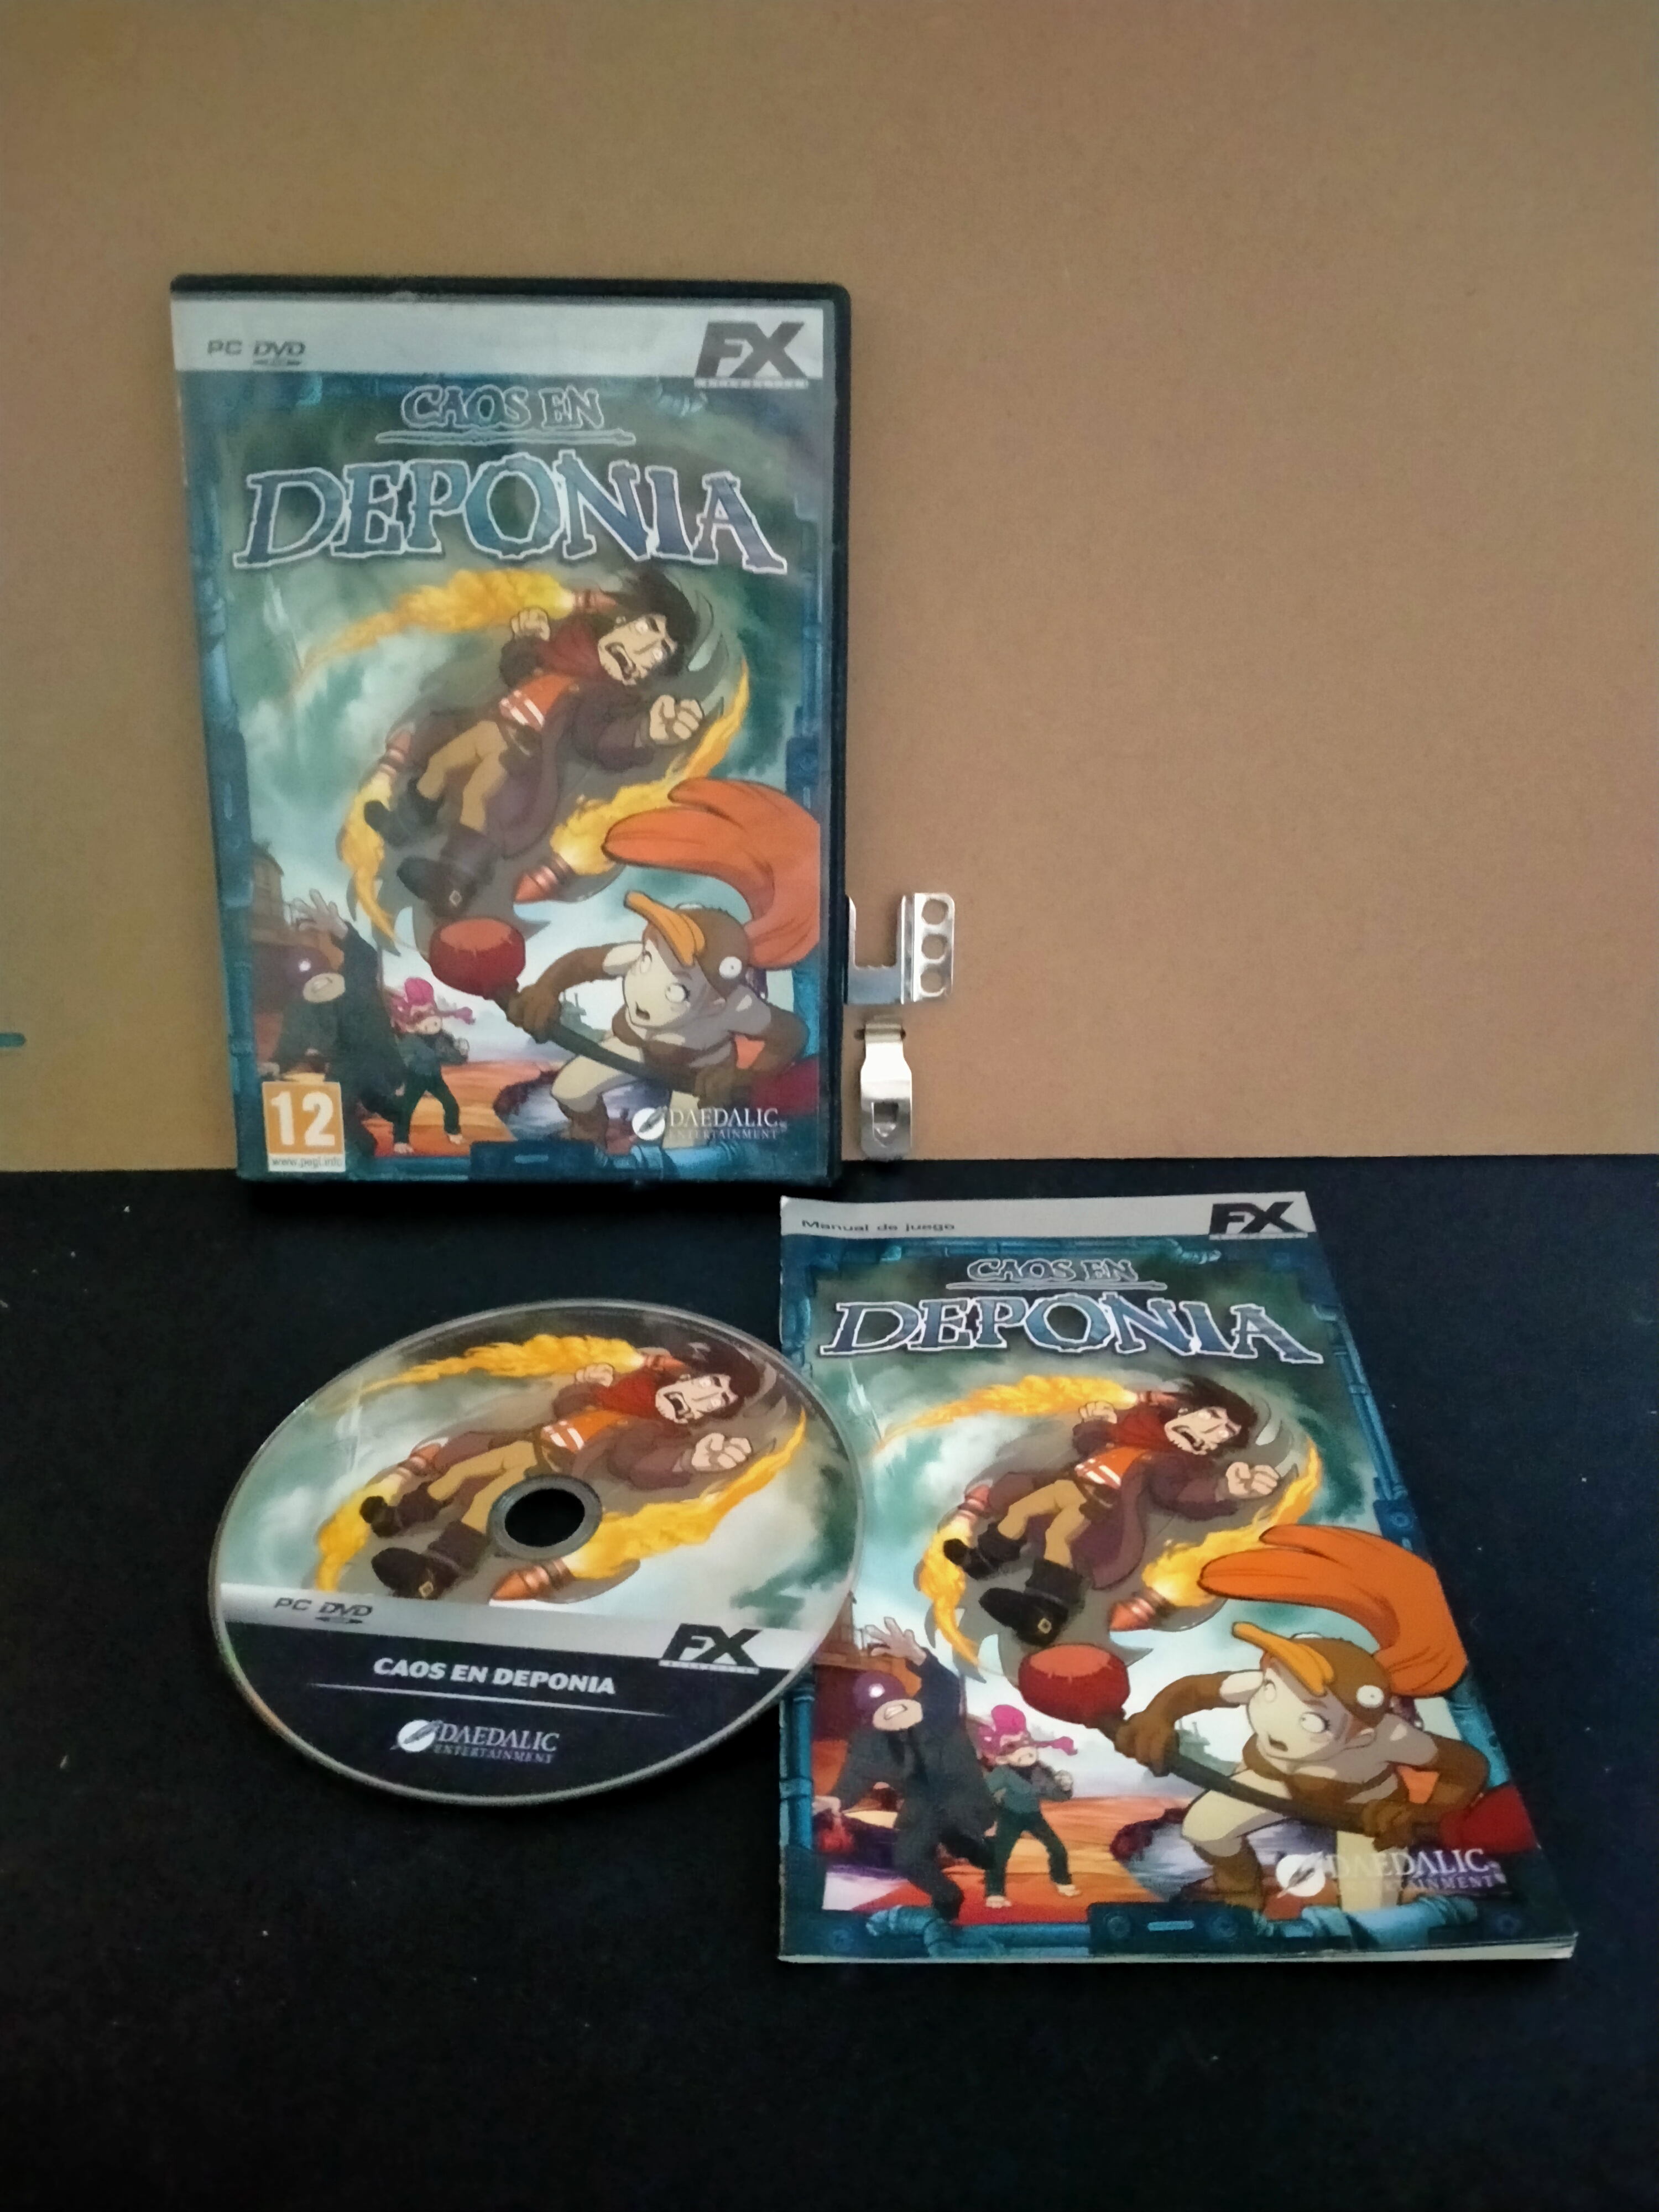 PC DVD
FX
CAOS EN
DEPONIA
12
www.pegi.info
DAEDALIC
ENTERTAINMENT
Manual de juego
FX
CAOS EN
DEPONIA
DAEDALIC
PC DVD
FX
CAOS EN DEPONIA
DAEDALIC
ENTERTAINMENT